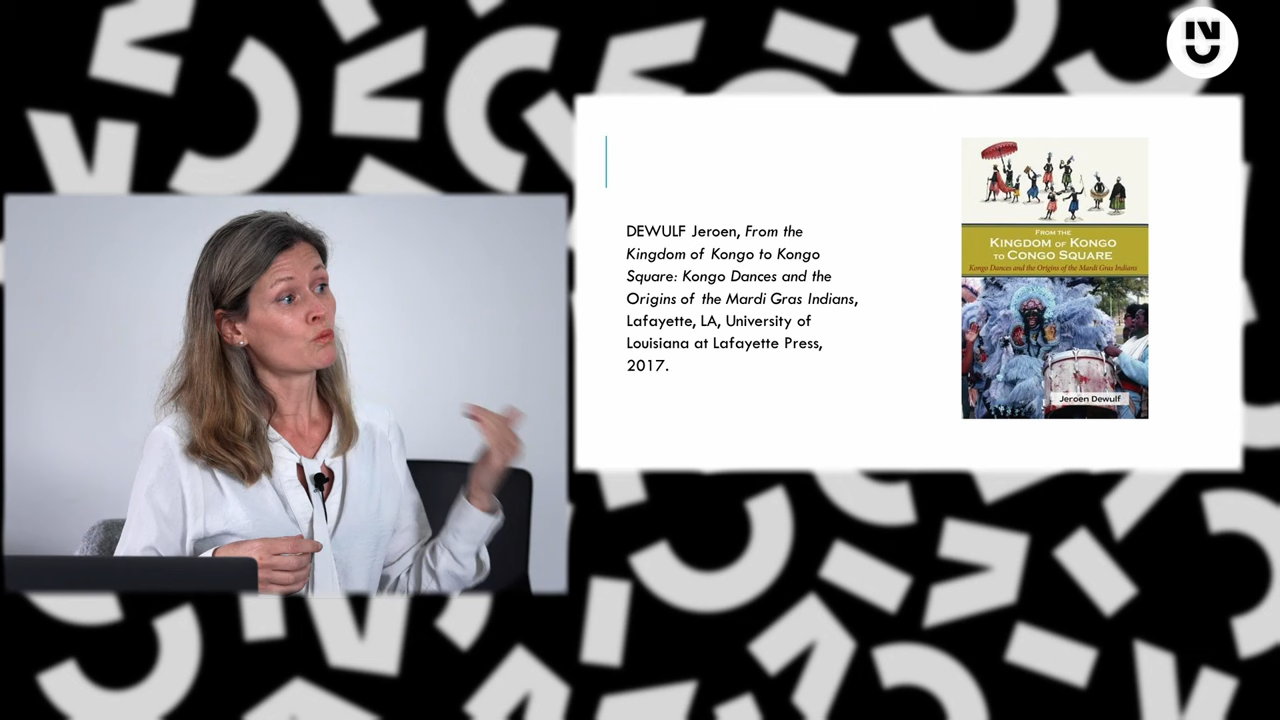 DEWULF Jeroen, From the
Kingdom of Kongo to Kongo
Square: Kongo Dances and the
Origins of the Mardi Gras Indians,
Lafayette, LA, University of
Louisiana at Lafayette Press,
2017.
FROM THE
KINGDOM OF KONGO
TO CONGO SQUARE
Kongo Dances and the Origins of the Mardi Gras Indians
Jeroen Dewulf